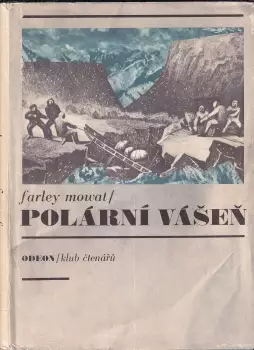 farley mowat/
POLÁRNÍ VÁŠEŇ
ODEON/klub čtenářů